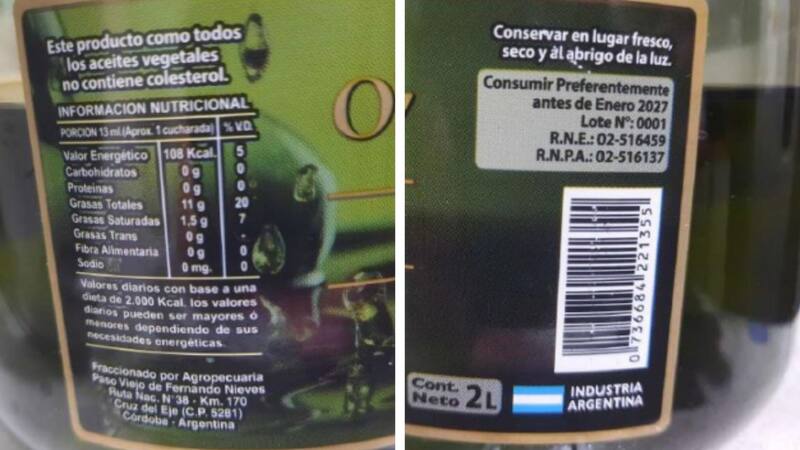 Este producto como todos
los aceites vegetales
no contiene colesterol.
INFORMACION NUTRICIONAL
PORCION 13 ml (Aprox. 1 cucharada) % V.D.
Valor Energético 108 Kcal. 5
Carbohidratos 0 g 0
Proteinas 0 g 0
Grasas Totales 11 g 20
Grasas Saturadas 1,5 g 7
Grasas Trans 0 g -
Fibra Alimentaria 0 g 0
Sodio 0 mg. 0
Valores diarios con base a una
dieta de 2.000 Kcal. los valores
diarios pueden ser mayores ó
menores dependiendo de sus
necesidades energéticas.
Fraccionado por Agropecuaria
Paso Viejo de Fernando Nieves
Ruta Nac. N°38 - Km. 170
Cruz del Eje (C.P. 5281)
Córdoba - Argentina
Conservar en lugar fresco,
seco y al abrigo de la luz.
Consumir Preferentemente
antes de Enero 2027
Lote N°: 0001
R.N.E.: 02-516459
R.N.P.A.: 02-516137
0 736684 221355
Cont.
Neto 2 L
INDUSTRIA
ARGENTINA